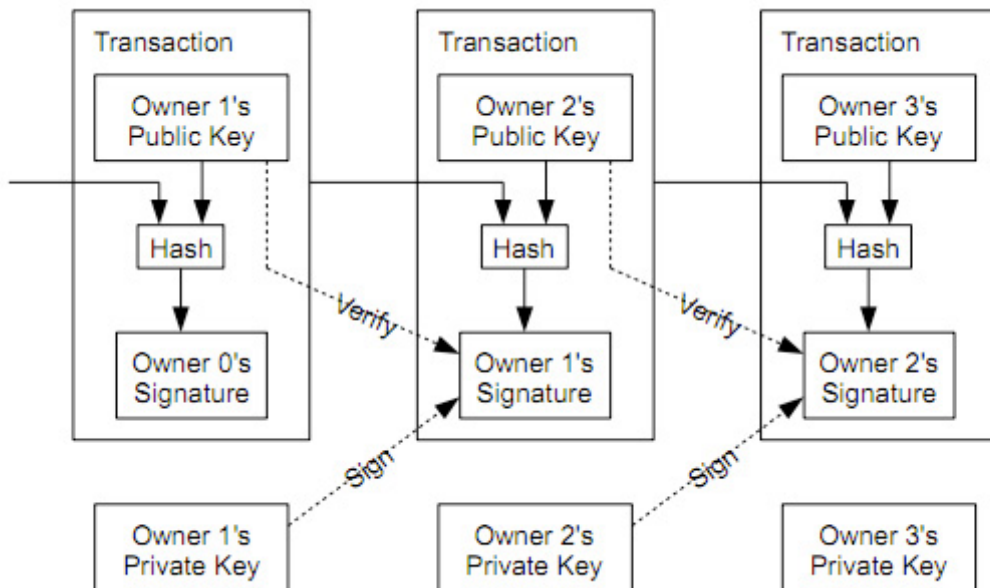 Transaction
Owner 1's
Public Key
Hash
Owner 0's
Signature
Transaction
Owner 2's
Public Key
Hash
Owner 1's
Signature
Transaction
Owner 3's
Public Key
Hash
Owner 2's
Signature
Verify
Verify
Sign
Sign
Owner 1's
Private Key
Owner 2's
Private Key
Owner 3's
Private Key